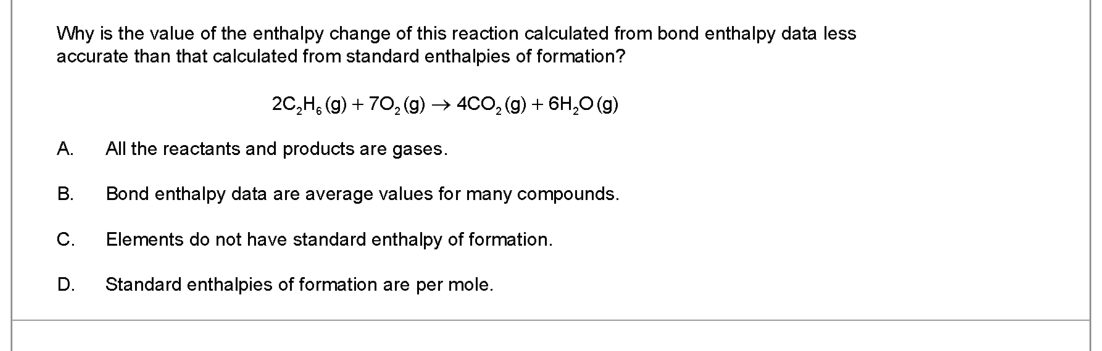 Why is the value of the enthalpy change of this reaction calculated from bond enthalpy data less
accurate than that calculated from standard enthalpies of formation?
2C₂H₆(g) + 7O₂(g) → 4CO₂(g) + 6H₂O(g)
A. All the reactants and products are gases.
B. Bond enthalpy data are average values for many compounds.
C. Elements do not have standard enthalpy of formation.
D. Standard enthalpies of formation are per mole.